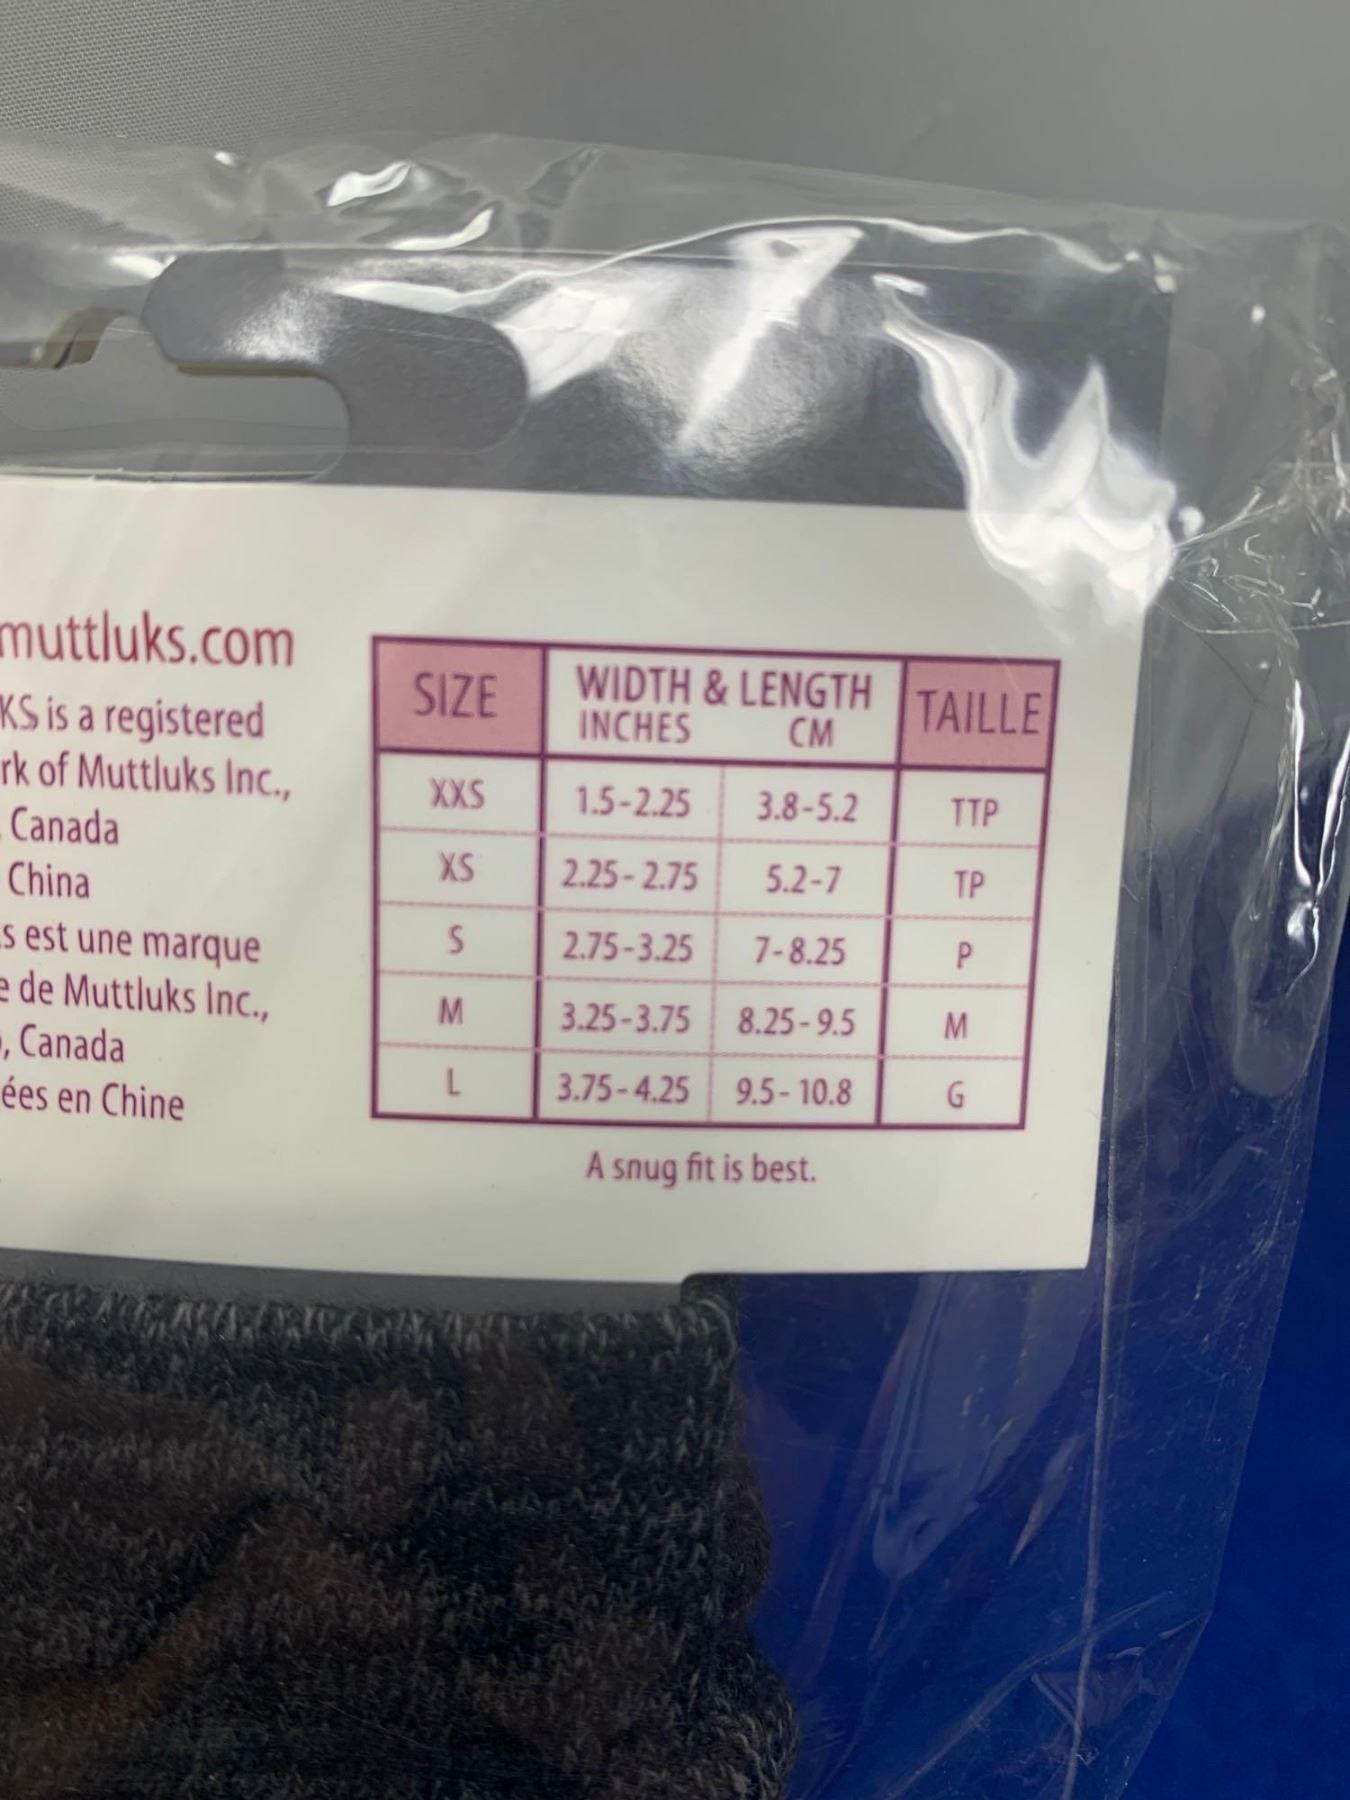 muttluks.com
KS is a registered
rk of Muttluks Inc.,
, Canada
China
s est une marque
e de Muttluks Inc.,
, Canada
ées en Chine
SIZE WIDTH & LENGTH TAILLE
INCHES CM
XXS 1.5-2.25 3.8-5.2 TTP
XS 2.25-2.75 5.2-7 TP
S 2.75-3.25 7-8.25 P
M 3.25-3.75 8.25-9.5 M
L 3.75-4.25 9.5-10.8 G
A snug fit is best.